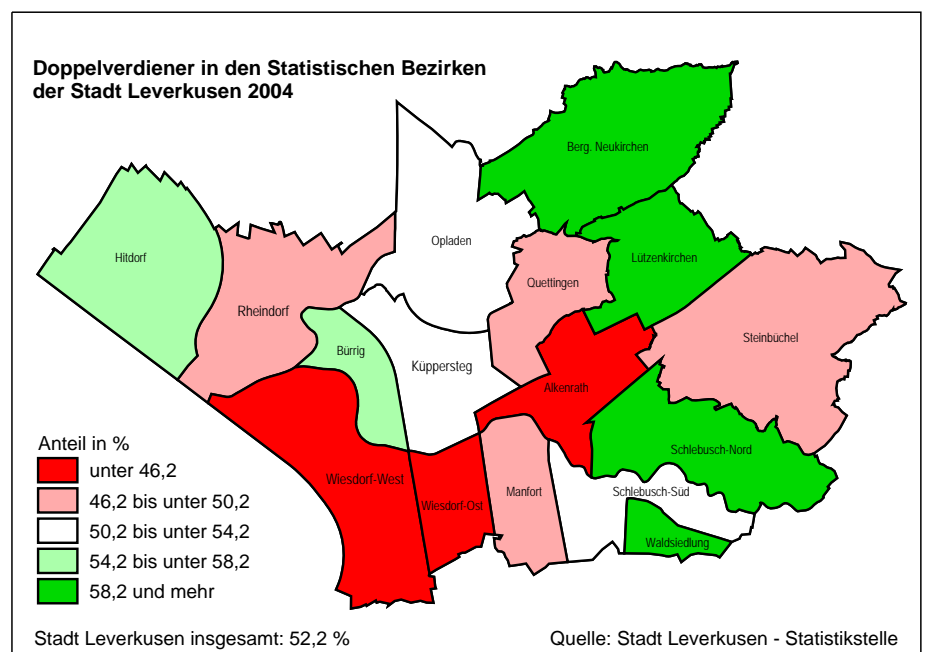 Doppelverdiener in den Statistischen Bezirken
der Stadt Leverkusen 2004
Berg. Neukirchen
Opladen
Hitdorf
Lützenkirchen
Quettingen
Rheindorf
Steinbüchel
Bürrig
Küppersteg
Alkenrath
Schlebusch-Nord
Wiesdorf-West
Manfort
Schlebusch-Süd
Wiesdorf-Ost
Waldsiedlung
Anteil in %
unter 46,2
46,2 bis unter 50,2
50,2 bis unter 54,2
54,2 bis unter 58,2
58,2 und mehr
Stadt Leverkusen insgesamt: 52,2 %
Quelle: Stadt Leverkusen - Statistikstelle